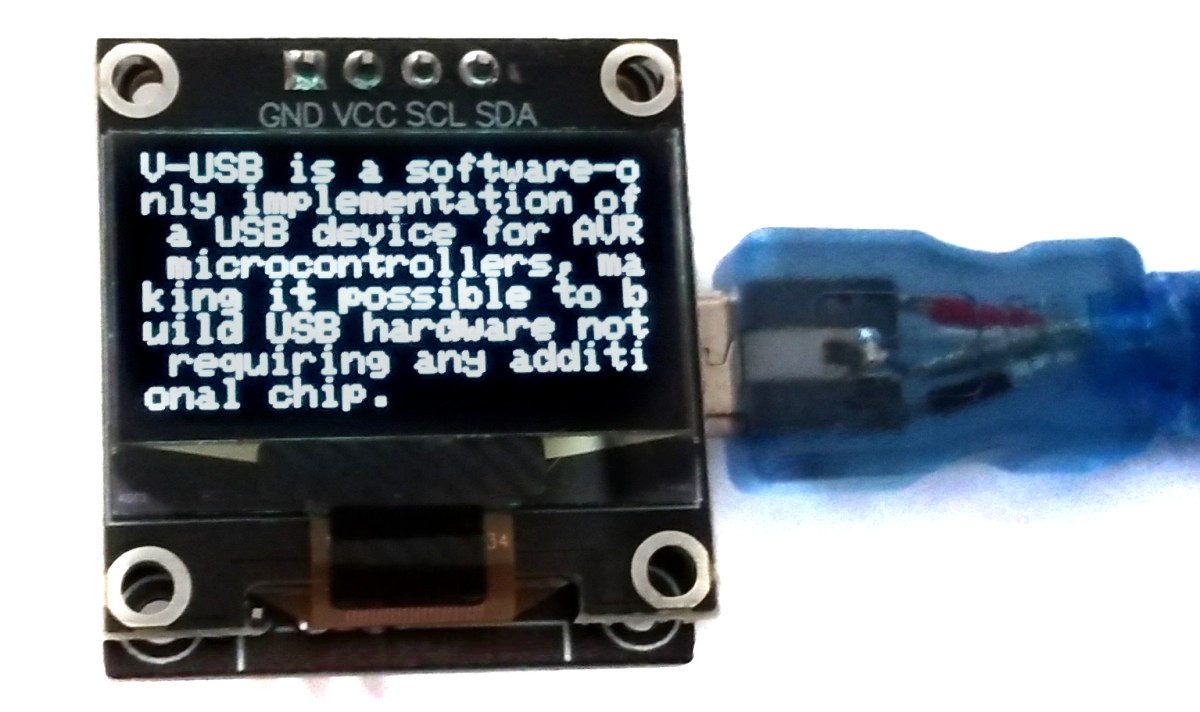 GND VCC SCL SDA
V-USB is a software-o
nly implementation of
a USB device for AVR
microcontrollers, ma
king it possible to b
uild USB hardware not
requiring any additi
onal chip.
34